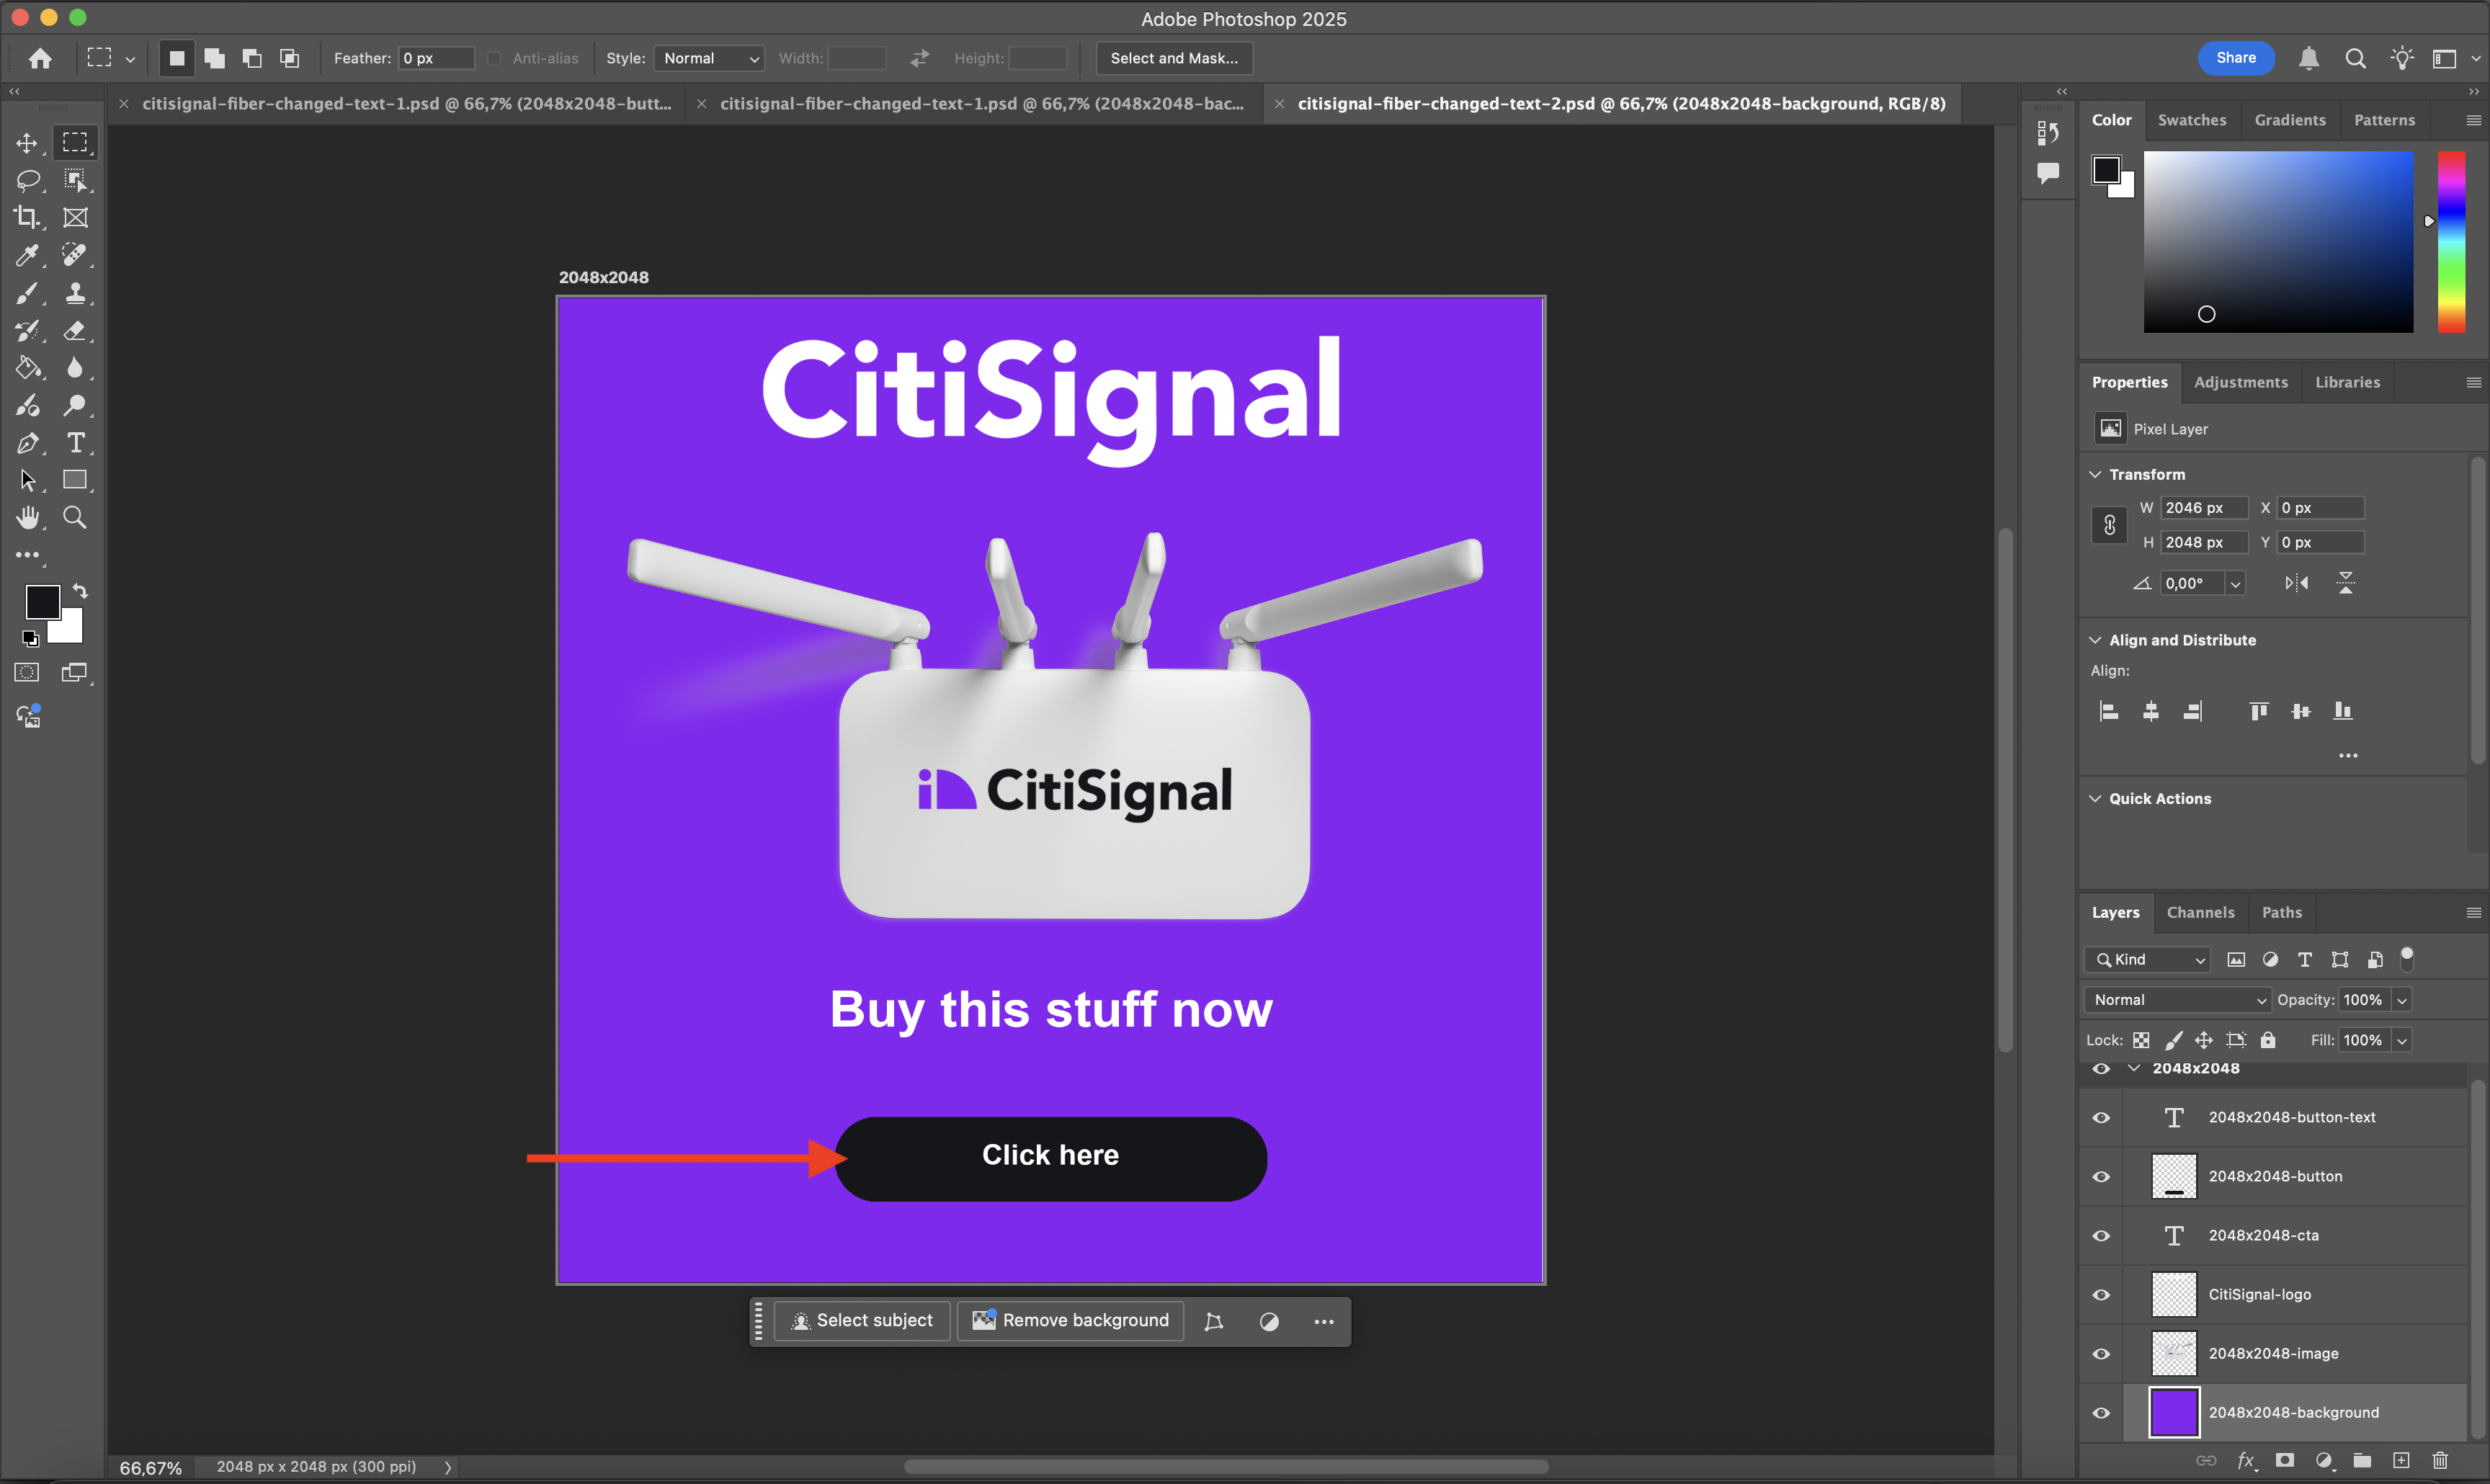 Adobe Photoshop 2025
Feather: 0 px Anti-alias Style: Normal Width: Height: Select and Mask... Share
citisignal-fiber-changed-text-1.psd @ 66,7% (2048x2048-butt... citisignal-fiber-changed-text-1.psd @ 66,7% (2048x2048-bac... citisignal-fiber-changed-text-2.psd @ 66,7% (2048x2048-background, RGB/8)
Color Swatches Gradients Patterns
2048x2048
CitiSignal
CitiSignal
Buy this stuff now
Click here
Select subject Remove background
Properties Adjustments Libraries
Pixel Layer
Transform
W 2046 px X 0 px
H 2048 px Y 0 px
0,00°
Align and Distribute
Align:
Quick Actions
Layers Channels Paths
Kind
Normal Opacity: 100%
Lock: Fill: 100%
2048x2048
2048x2048-button-text
2048x2048-button
2048x2048-cta
CitiSignal-logo
2048x2048-image
2048x2048-background
fx
66,67% 2048 px x 2048 px (300 ppi)